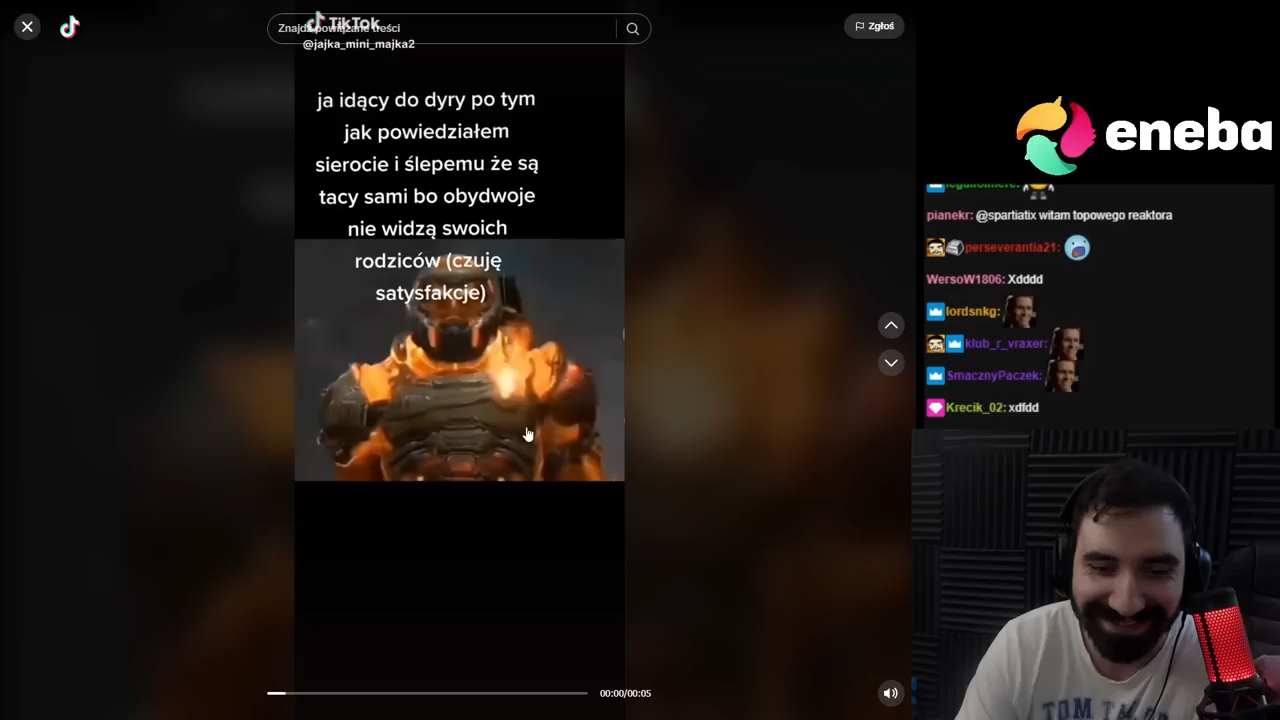 TikTok
Znajdź powiązane treści
@jajka_mini_majka2
Zgłoś
ja idący do dyry po tym
jak powiedziałem
sierocie i ślepemu że są
tacy sami bo obydwoje
nie widzą swoich
rodziców (czuję
satysfakcje)
00:00/00:05
eneba
pianekr: @spartiatix witam topowego reaktora
perseverantia21:
WersoW1806: Xdddd
lordsnkg:
klub_r_vraxer:
SmacznyPaczek:
Krecik_02: xdfdd
TOM TA